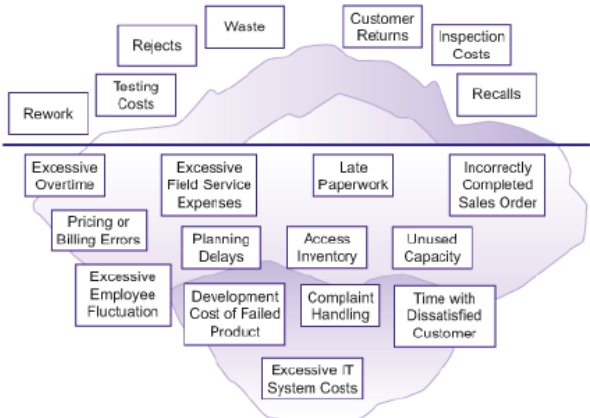 Waste
Customer
Returns
Rejects
Inspection
Costs
Testing
Costs
Recalls
Rework
Excessive
Overtime
Excessive
Field Service
Expenses
Late
Paperwork
Incorrectly
Completed
Sales Order
Pricing or
Billing Errors
Planning
Delays
Access
Inventory
Unused
Capacity
Excessive
Employee
Fluctuation
Development
Cost of Failed
Product
Complaint
Handling
Time with
Dissatisfied
Customer
Excessive IT
System Costs